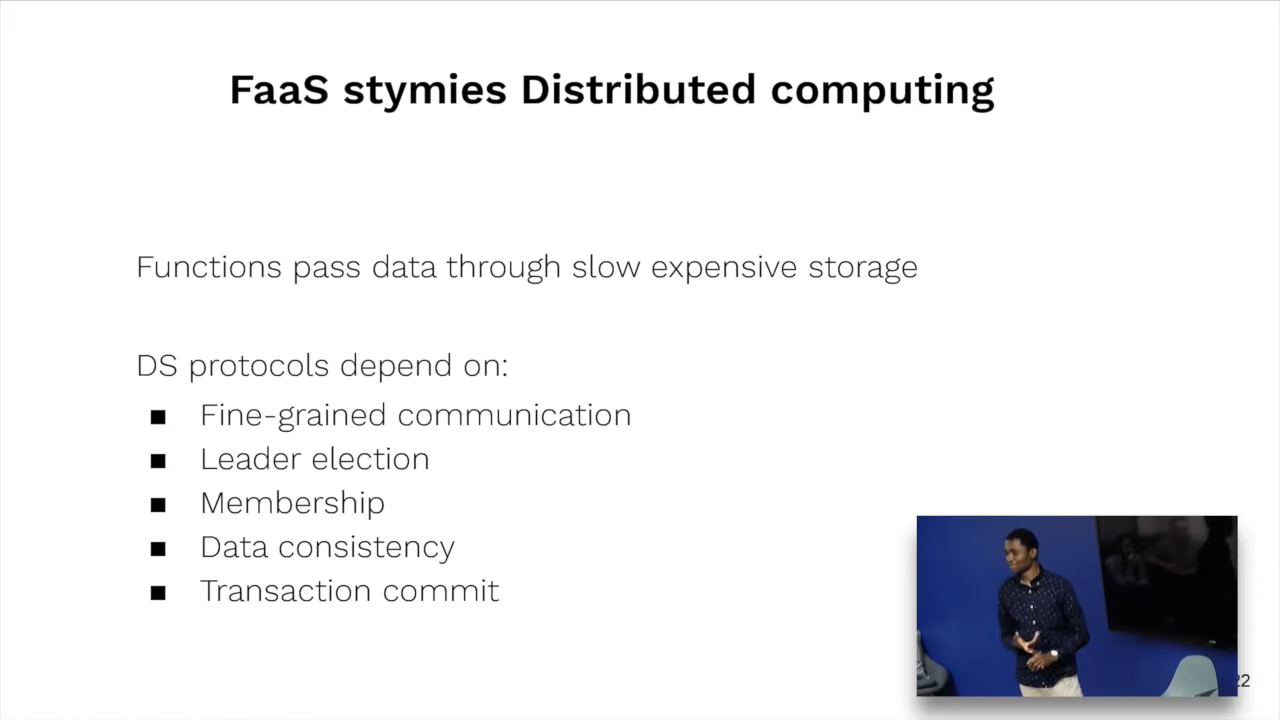 FaaS stymies Distributed computing
Functions pass data through slow expensive storage
DS protocols depend on:
■ Fine-grained communication
■ Leader election
■ Membership
■ Data consistency
■ Transaction commit
22